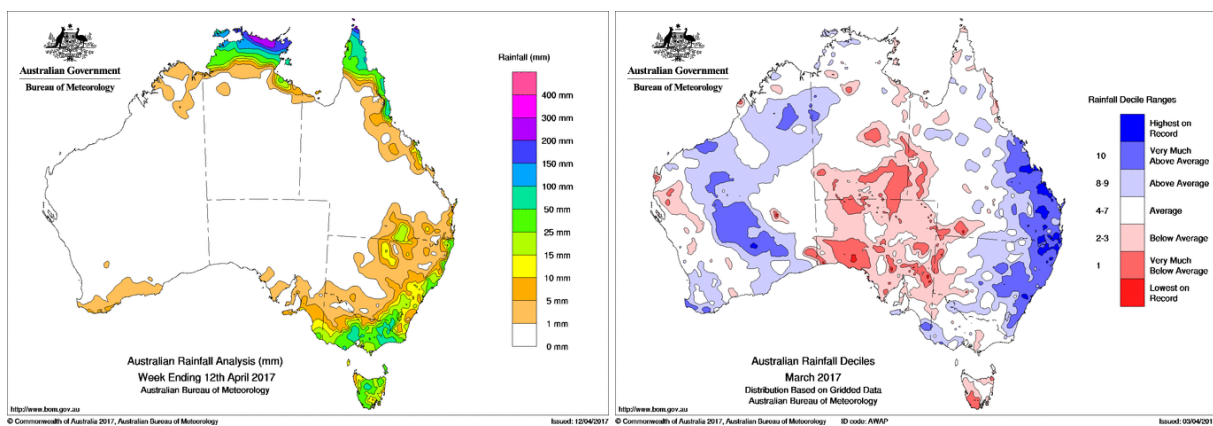 Australian Government
Bureau of Meteorology
Rainfall (mm)
400 mm
300 mm
200 mm
150 mm
100 mm
50 mm
25 mm
15 mm
10 mm
5 mm
1 mm
0 mm
Australian Rainfall Analysis (mm)
Week Ending 12th April 2017
Australian Bureau of Meteorology
http://www.bom.gov.au
© Commonwealth of Australia 2017, Australian Bureau of Meteorology
Issued: 12/04/2017
Australian Government
Bureau of Meteorology
Rainfall Decile Ranges
Highest on
Record
10 Very Much
Above Average
8-9 Above Average
4-7 Average
2-3 Below Average
1 Very Much
Below Average
Lowest on
Record
Australian Rainfall Deciles
March 2017
Distribution Based on Gridded Data
Australian Bureau of Meteorology
http://www.bom.gov.au
© Commonwealth of Australia 2017, Australian Bureau of Meteorology ID code: AWAP
Issued: 03/04/201